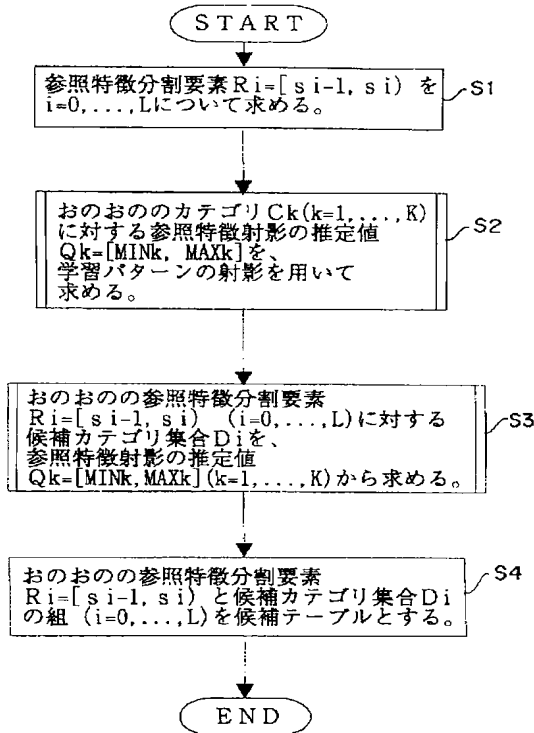 START
参照特徴分割要素Ri=[si-1, si) を
i=0,...,Lについて求める。
S1
おのおののカテゴリCk(k=1,...,K)
に対する参照特徴射影の推定値
Qk=[MINk, MAXk]を、
学習パターンの射影を用いて
求める。
S2
おのおのの参照特徴分割要素
Ri=[si-1, si) (i=0,...,L)に対する
候補カテゴリ集合Diを、
参照特徴射影の推定値
Qk=[MINk,MAXk](k=1,...,K)から求める。
S3
おのおのの参照特徴分割要素
Ri=[si-1, si) と候補カテゴリ集合Di
の組 (i=0,...,L)を候補テーブルとする。
S4
END